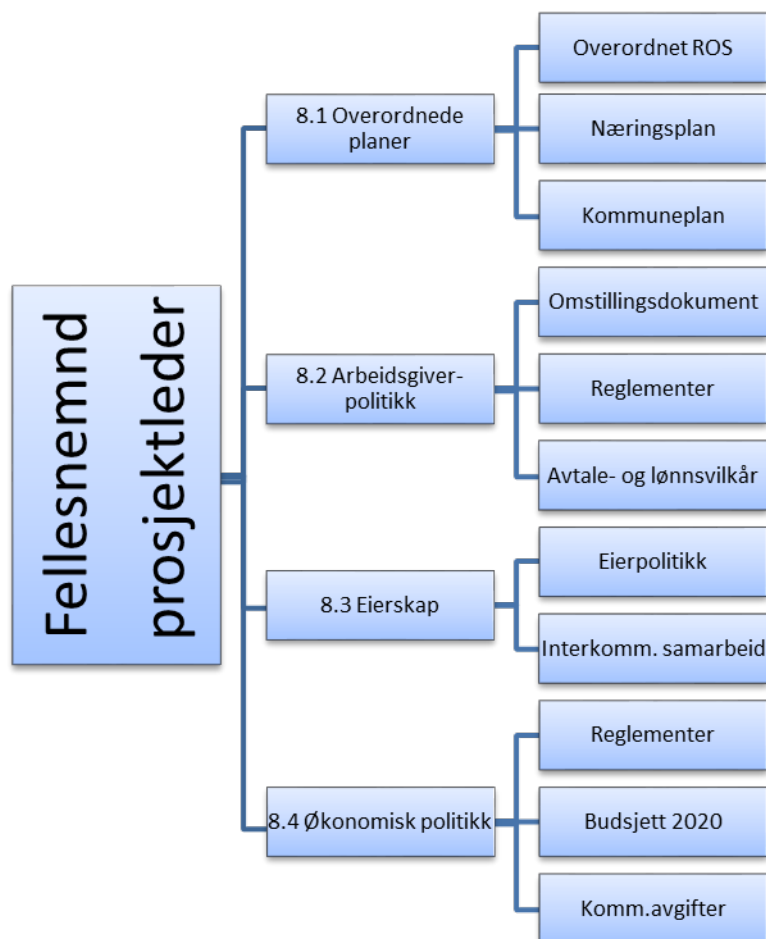 Fellesnemnd
prosjektleder
8.1 Overordnede
planer
Overordnet ROS
Næringsplan
Kommuneplan
8.2 Arbeidsgiver-
politikk
Omstillingsdokument
Reglementer
Avtale- og lønnsvilkår
8.3 Eierskap
Eierpolitikk
Interkomm. samarbeid
8.4 Økonomisk politikk
Reglementer
Budsjett 2020
Komm.avgifter